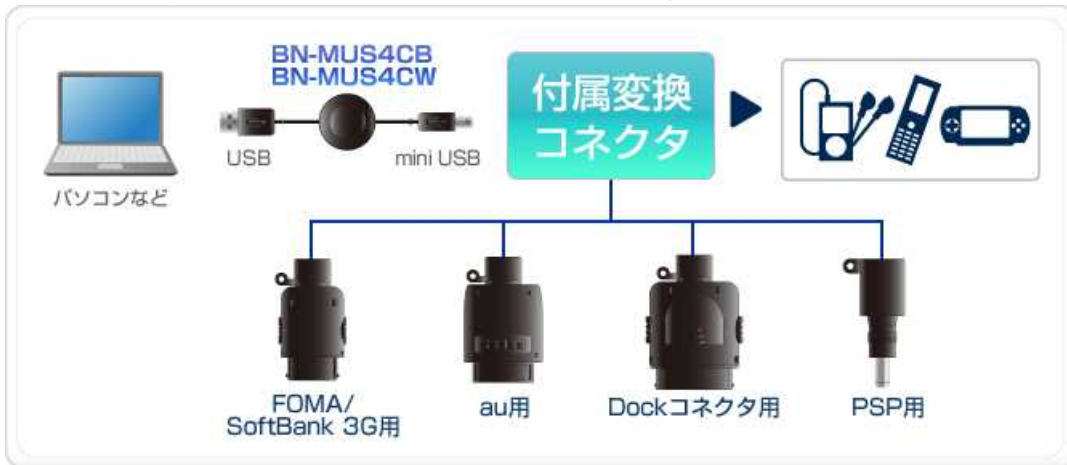 BN-MUS4CB
BN-MUS4CW
付属変換
コネクタ
USB
mini USB
パソコンなど
FOMA/
SoftBank 3G用
au用
Dockコネクタ用
PSP用